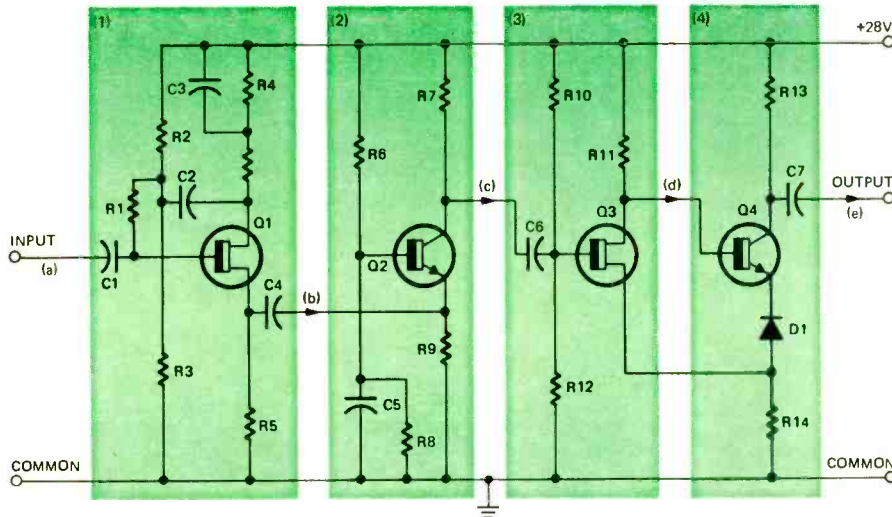 (1)
(2)
(3)
(4)
+28V
C3
R4
R7
R10
R13
R2
R6
R11
C7
C2
OUTPUT
R1
(c)
(d)
(e)
Q1
C6
Q3
Q4
INPUT
(a)
Q2
C1
C4
(b)
D1
R9
R3
C5
R12
R5
R8
R14
COMMON
COMMON